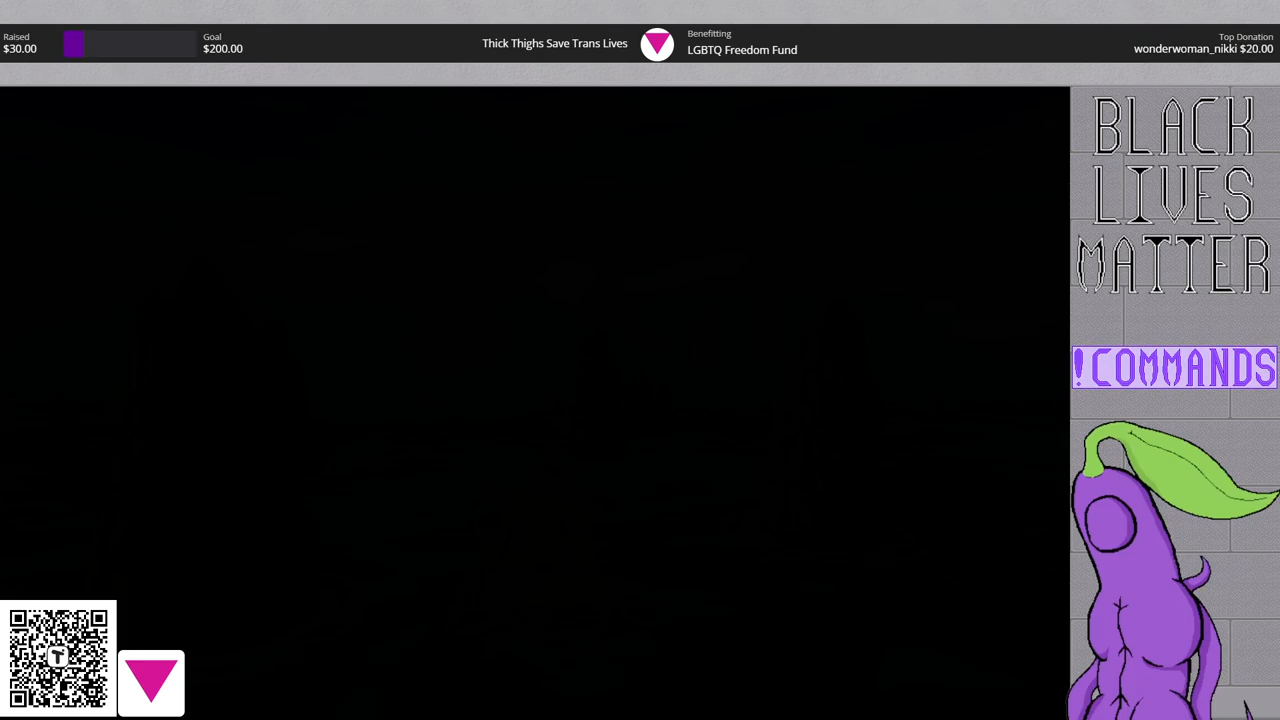 Raised
$30.00
Goal
$200.00
Thick Thighs Save Trans Lives
Benefitting
LGBTQ Freedom Fund
Top Donation
wonderwoman_nikki $20.00
BLACK
LIVES
MATTER
!COMMANDS
T